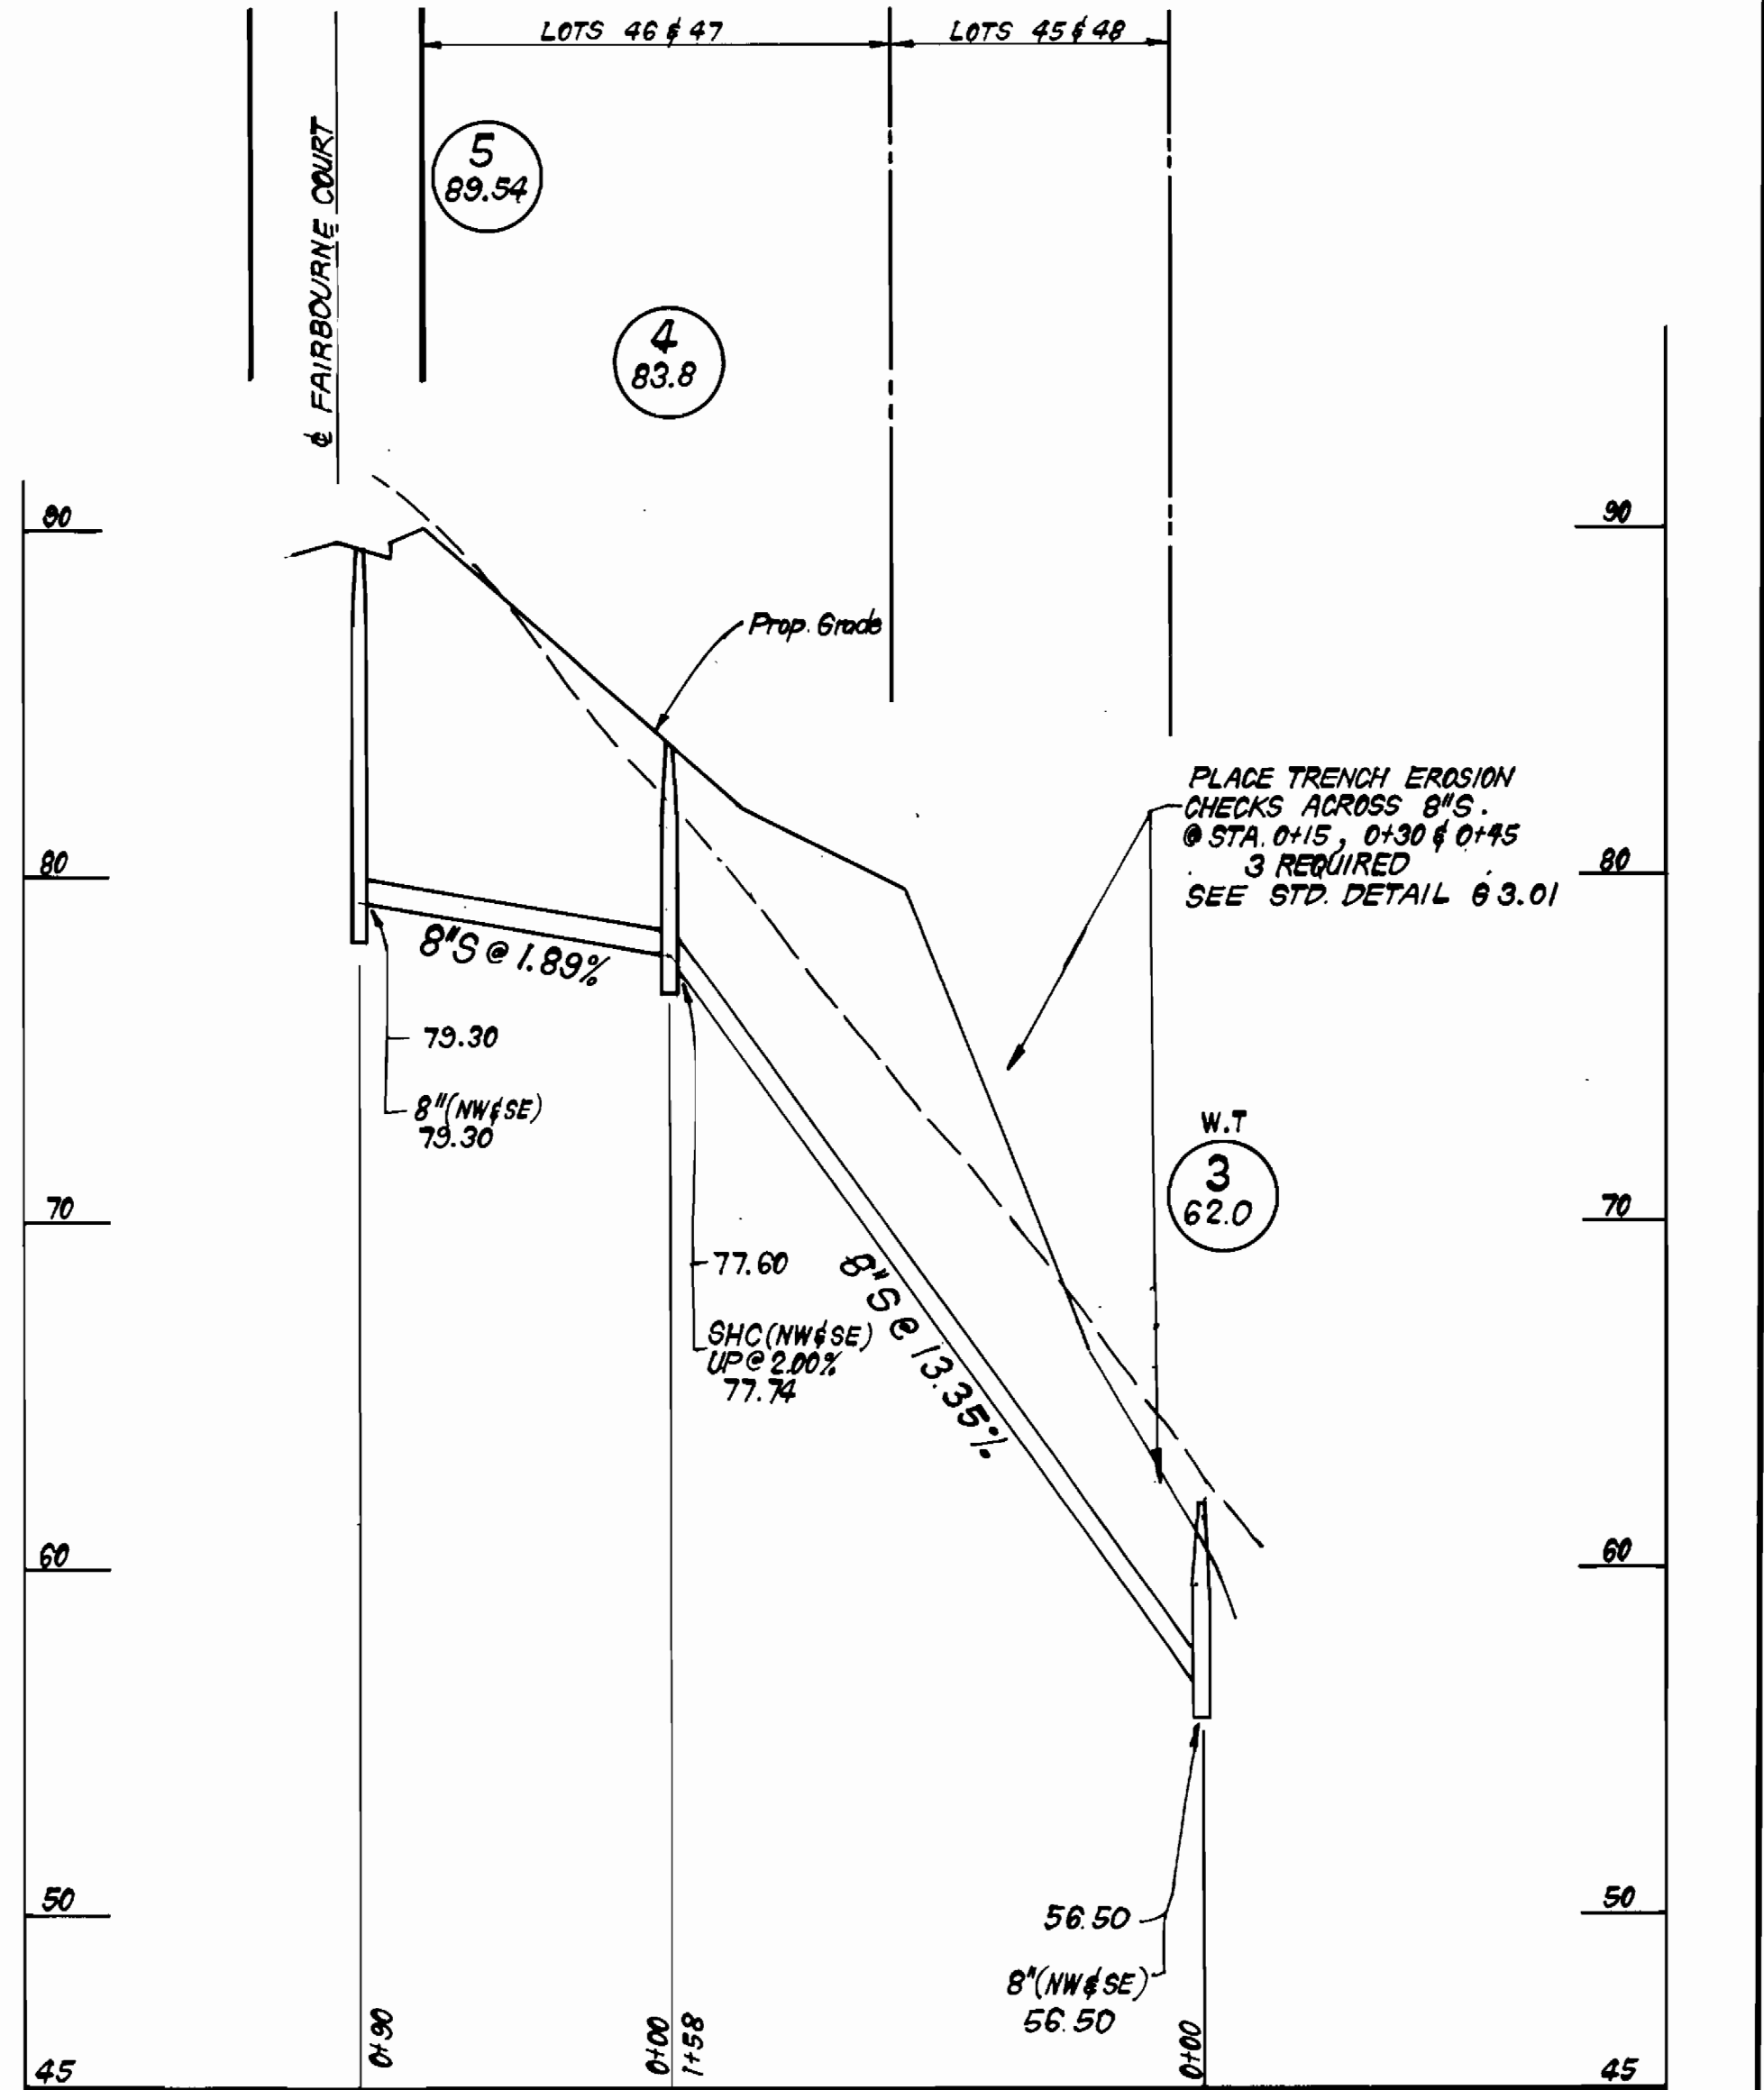 LOTS 46 & 47
LOTS 45 & 48
℄ FAIRBOURNE COURT
5
89.54
4
83.8
90
90
Prop. Grade
PLACE TRENCH EROSION
CHECKS ACROSS 8"S.
@ STA. 0+15, 0+30 & 0+45
3 REQUIRED
SEE STD. DETAIL G 3.01
80
80
8"S @ 1.89%
79.30
8"(NW&SE)
79.30
W.T
3
62.0
70
70
77.60
SHC(NW&SE)
UP@2.00%
77.74
8"S @ 13.35%
60
60
50
50
56.50
8"(NW&SE)
56.50
0+90
0+00
1+58
0+00
45
45